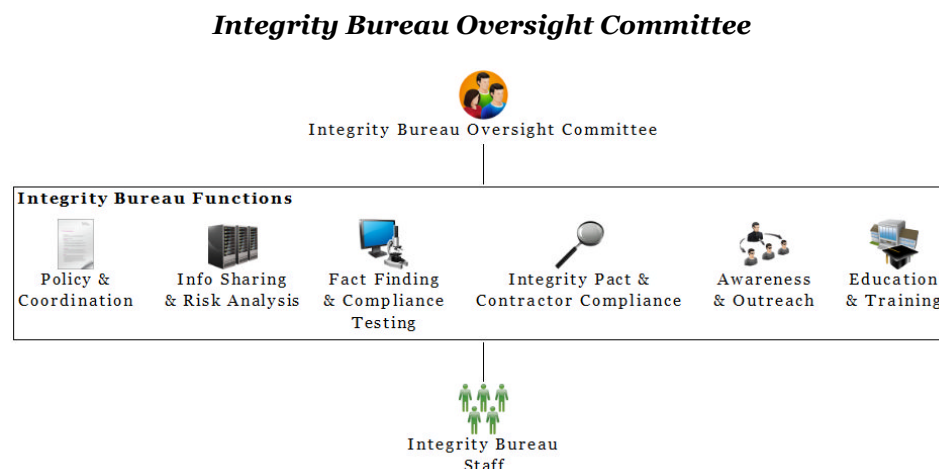 Integrity Bureau Oversight Committee
Integrity Bureau Oversight Committee
Integrity Bureau Functions
Policy &
Coordination
Info Sharing
& Risk Analysis
Fact Finding
& Compliance
Testing
Integrity Pact &
Contractor Compliance
Awareness
& Outreach
Education
& Training
Integrity Bureau
Staff